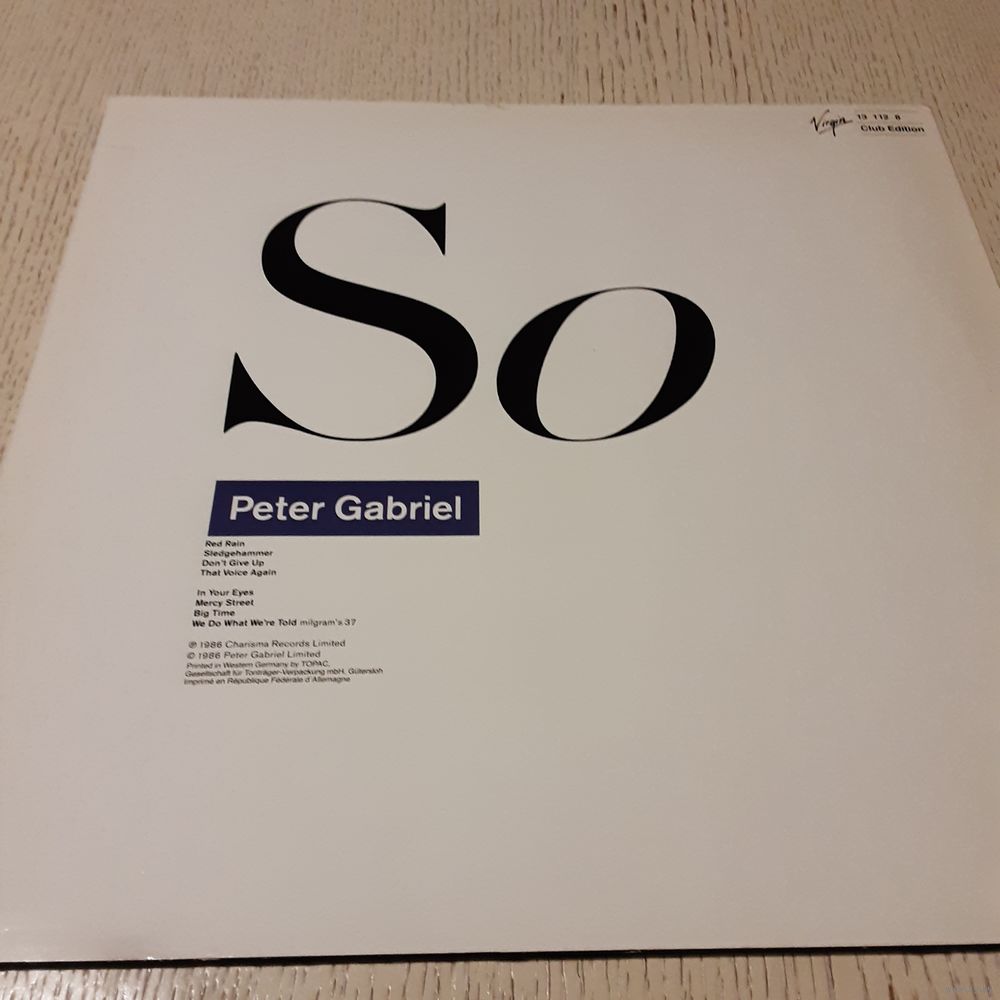 Virgin
13 112 8
Club Edition
So
Peter Gabriel
Red Rain
Sledgehammer
Don't Give Up
That Voice Again
In Your Eyes
Mercy Street
Big Time
We Do What We're Told milgram's 37
℗ 1986 Charisma Records Limited
© 1986 Peter Gabriel Limited
Printed in Western Germany by TOPAC,
Gesellschaft für Tonträger-Verpackung mbH, Gütersloh
Imprimé en République Fédérale d'Allemagne